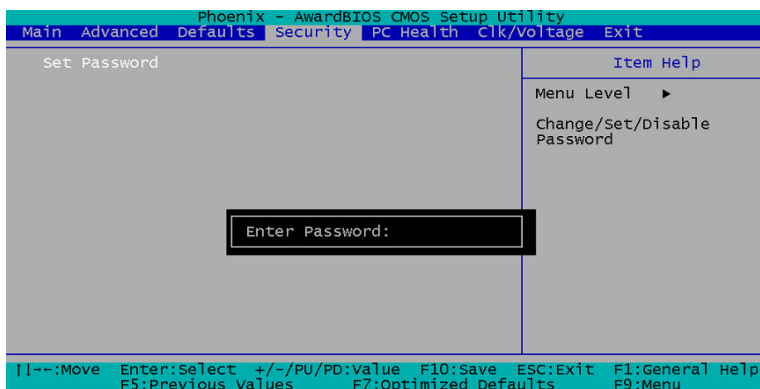 Phoenix - AwardBIOS CMOS Setup Utility
Main Advanced Defaults Security PC Health Clk/Voltage Exit
Set Password
Item Help
Menu Level ►
Change/Set/Disable
Password
Enter Password:
↑↓→←:Move Enter:Select +/-/PU/PD:Value F10:Save ESC:Exit F1:General Help
F5:Previous Values F7:Optimized Defaults F9:Menu